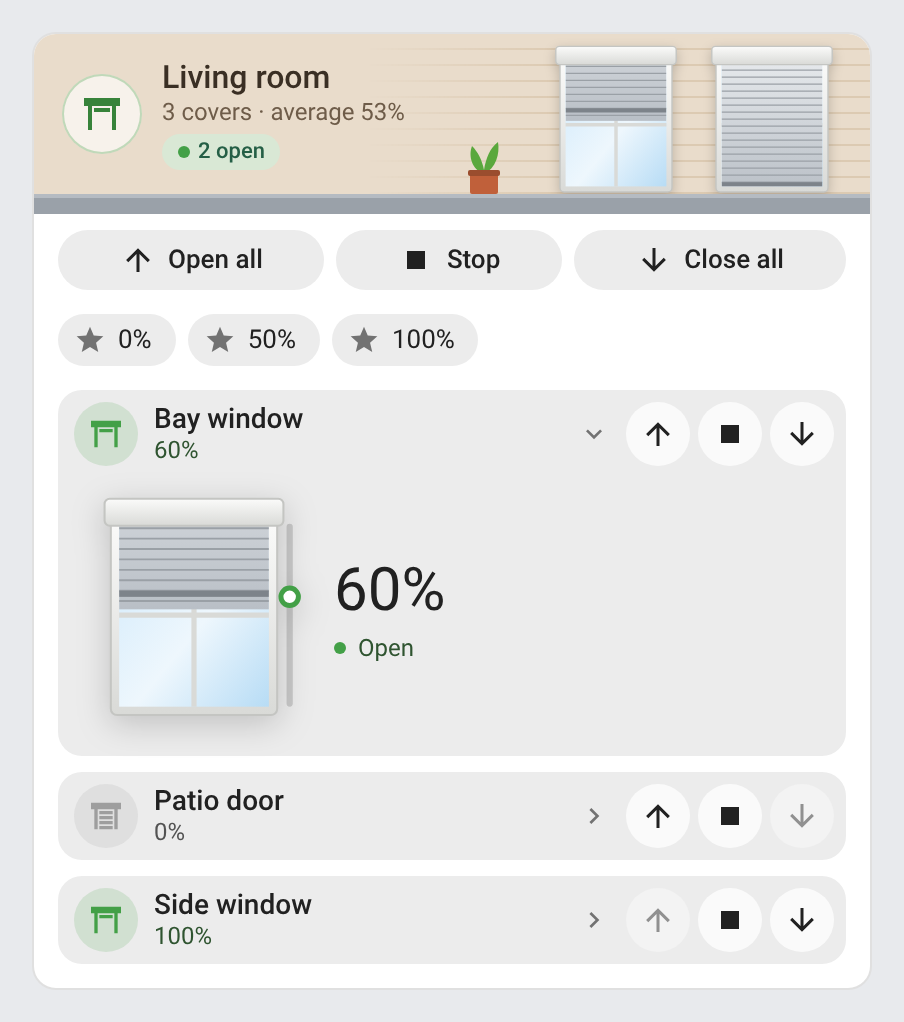 Living room
3 covers · average 53%
2 open
Open all
Stop
Close all
0%
50%
100%
Bay window
60%
60%
Open
Patio door
0%
Side window
100%